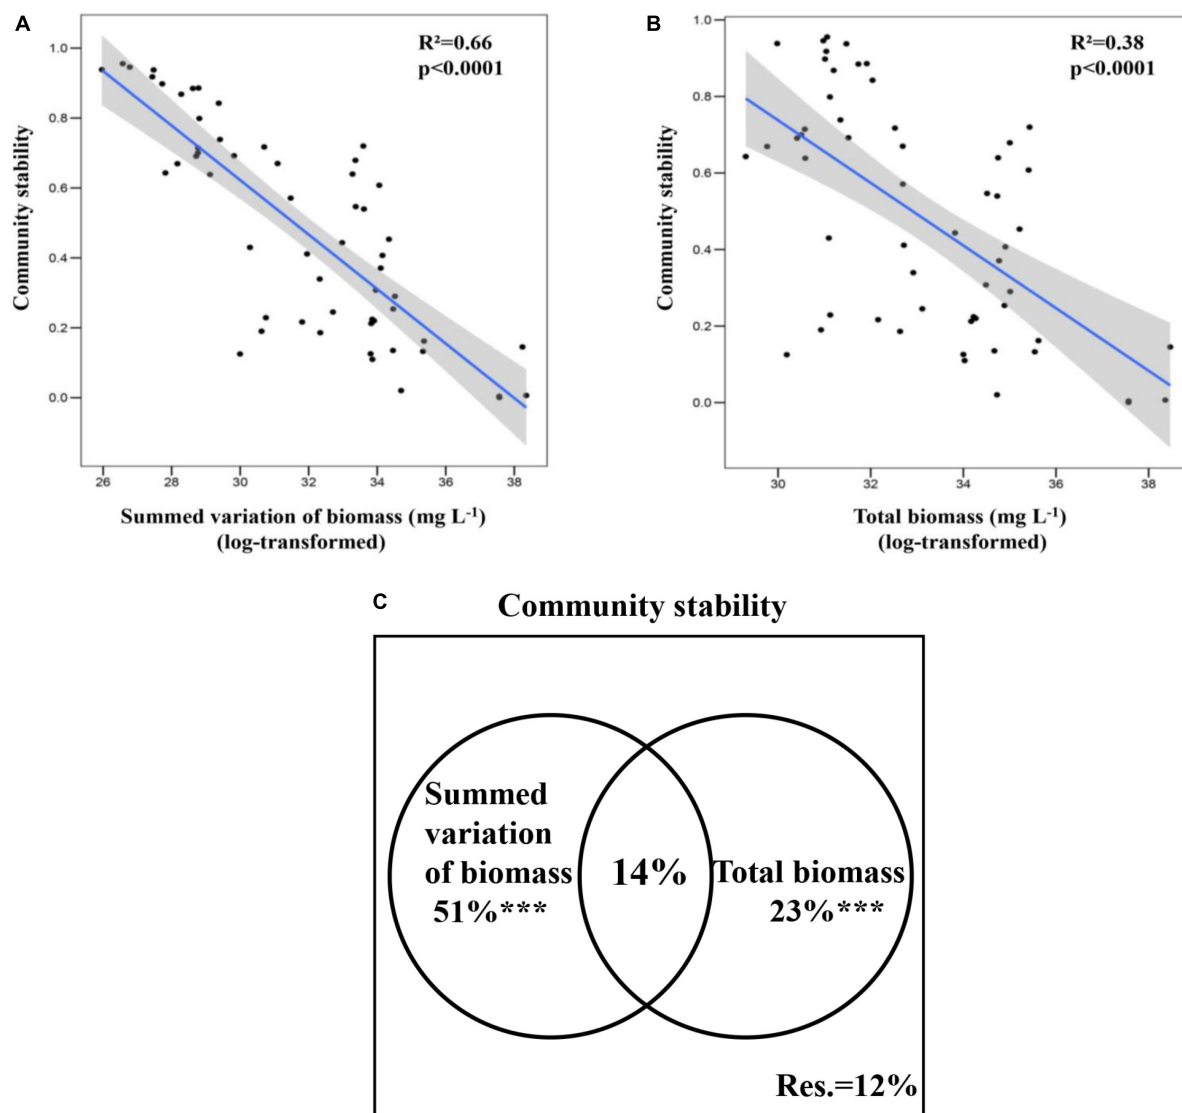 A
R²=0.66
p<0.0001
Community stability
1.0
0.8
0.6
0.4
0.2
0.0
26 28 30 32 34 36 38
Summed variation of biomass (mg L⁻¹)
(log-transformed)
B
R²=0.38
p<0.0001
Community stability
1.0
0.8
0.6
0.4
0.2
0.0
30 32 34 36 38
Total biomass (mg L⁻¹)
(log-transformed)
C
Community stability
Summed
variation
of biomass
51%***
14%
Total biomass
23%***
Res.=12%